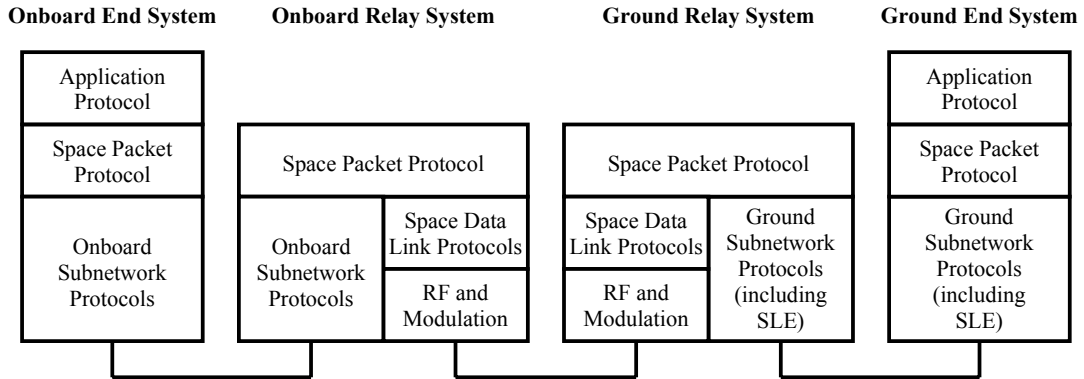 Onboard End System
Onboard Relay System
Ground Relay System
Ground End System
Application
Protocol
Space Packet
Protocol
Onboard
Subnetwork
Protocols
Space Packet Protocol
Onboard
Subnetwork
Protocols
Space Data
Link Protocols
RF and
Modulation
Space Packet Protocol
Space Data
Link Protocols
RF and
Modulation
Ground
Subnetwork
Protocols
(including
SLE)
Application
Protocol
Space Packet
Protocol
Ground
Subnetwork
Protocols
(including
SLE)